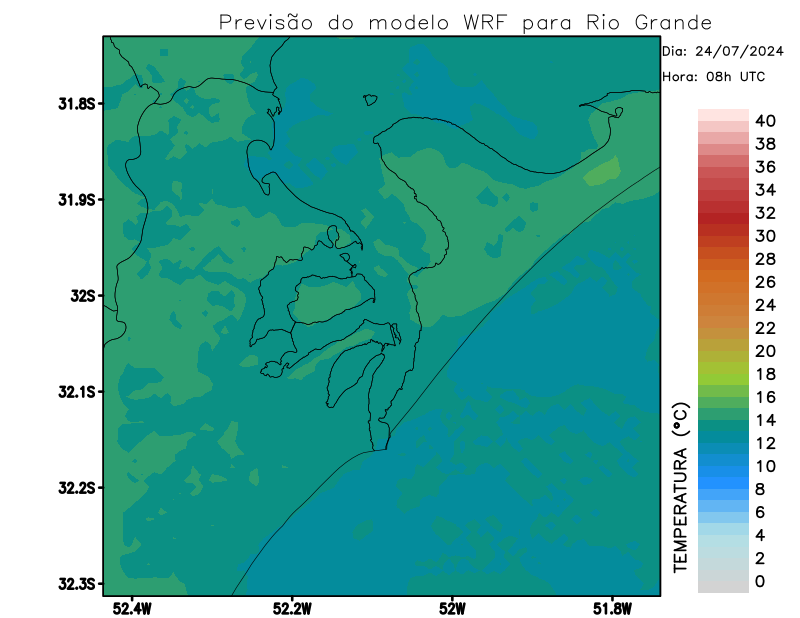 Previsão do modelo WRF para Rio Grande
Dia: 24/07/2024
Hora: 08h UTC
31.8S
31.9S
32S
32.1S
32.2S
32.3S
52.4W
52.2W
52W
51.8W
40
38
36
34
32
30
28
26
24
22
20
18
16
14
12
10
8
6
4
2
0
TEMPERATURA (°C)